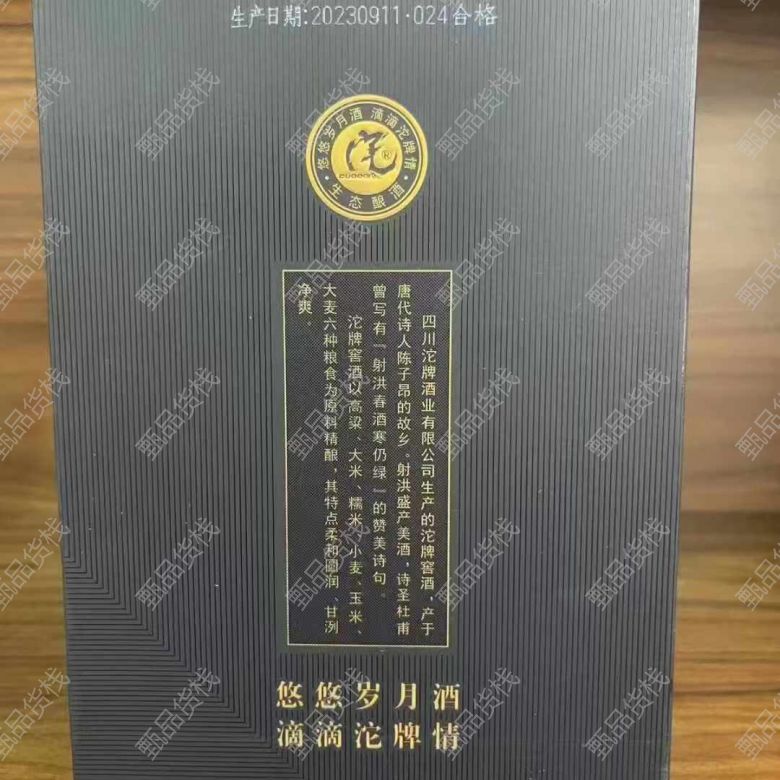 生产日期:20230911·024合格
·悠悠岁月酒 滴滴沱牌情·
沱®
·生态酿酒·
四川沱牌酒业有限公司生产的沱牌窖酒，产于
唐代诗人陈子昂的故乡。射洪盛产美酒，诗圣杜甫
曾写有『射洪春酒寒仍绿』的赞美诗句。
沱牌窖酒以高粱、大米、糯米、小麦、玉米、
大麦六种粮食为原料精酿，其特点柔和圆润、甘洌
净爽。
悠悠岁月酒
滴滴沱牌情
甄品货栈